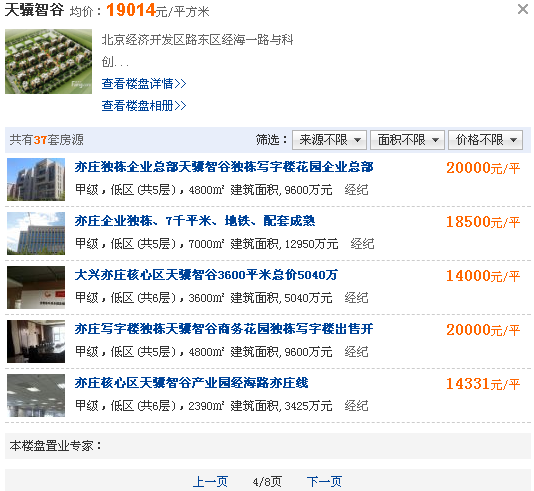 天骥智谷 均价：19014元/平方米
北京经济开发区路东区经海一路与科
创...
查看楼盘详情>>
查看楼盘相册>>
共有37套房源 筛选： 来源不限 面积不限 价格不限
亦庄独栋企业总部天骥智谷独栋写字楼花园企业总部 20000元/平
甲级，低区(共5层)，4800㎡ 建筑面积,9600万元 经纪
亦庄企业独栋、7千平米、地铁、配套成熟 18500元/平
甲级，低区(共5层)，7000㎡ 建筑面积,12950万元 经纪
大兴亦庄核心区天骥智谷3600平米总价5040万 14000元/平
甲级，低区(共6层)，3600㎡ 建筑面积,5040万元 经纪
亦庄写字楼独栋天骥智谷商务花园独栋写字楼出售开 20000元/平
甲级，低区(共5层)，4800㎡ 建筑面积,9600万元 经纪
亦庄核心区天骥智谷产业园经海路亦庄线 14331元/平
甲级，低区(共6层)，2390㎡ 建筑面积,3425万元 经纪
本楼盘置业专家：
上一页 4/8页 下一页